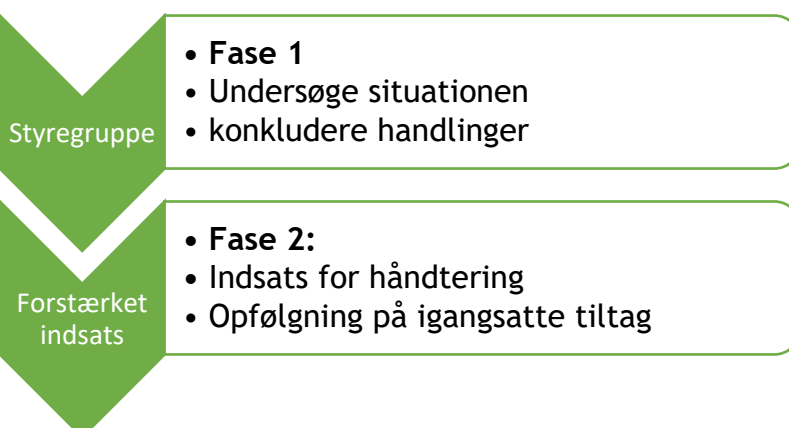 Styregruppe
• Fase 1
• Undersøge situationen
• konkludere handlinger
Forstærket
indsats
• Fase 2:
• Indsats for håndtering
• Opfølgning på igangsatte tiltag